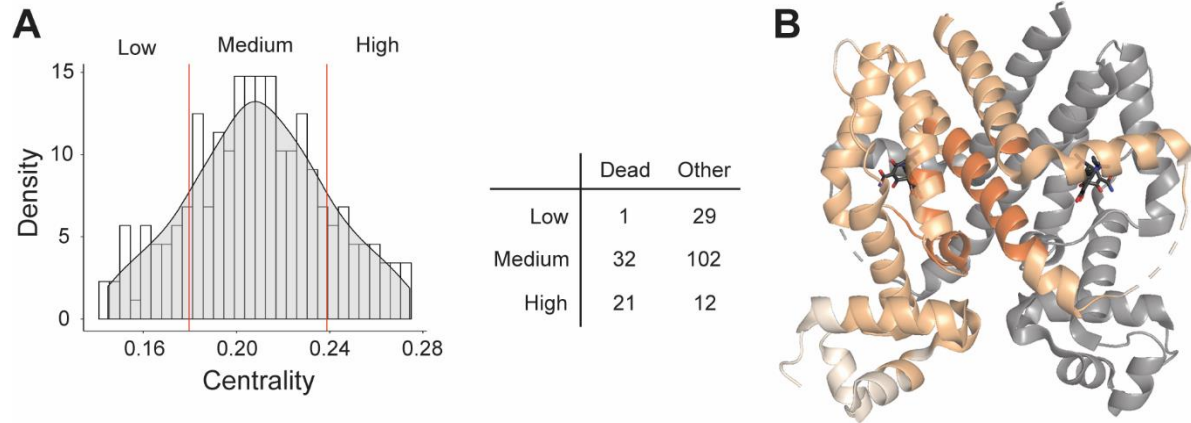 A
Low Medium High
15
10
5
0
Density
0.16 0.20 0.24 0.28
Centrality
Dead Other
Low 1 29
Medium 32 102
High 21 12
B